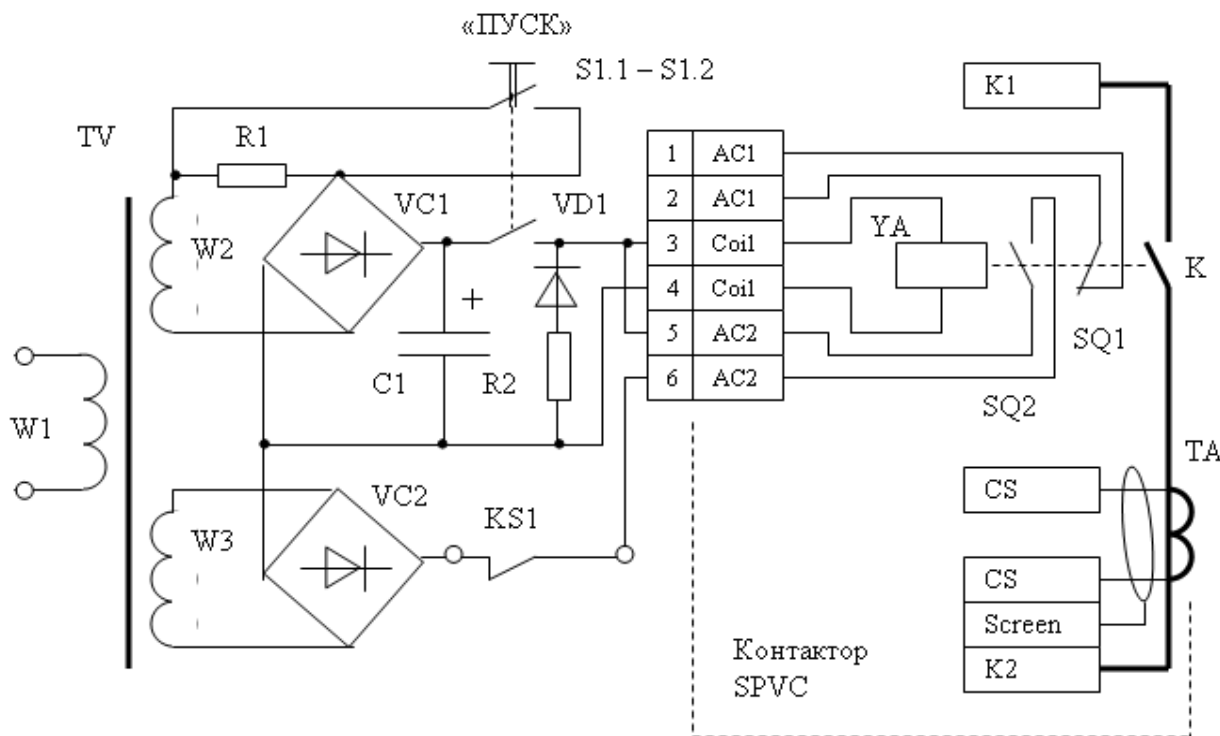 «ПУСК»
S1.1 – S1.2
K1
TV
R1
1 AC1
2 AC1
VC1
VD1
YA
W2
3 Coil
K
4 Coil
+
5 AC2
SQ1
C1
R2
6 AC2
SQ2
W1
TA
VC2
CS
KS1
W3
CS
Screen
Контактор
SPVC
K2